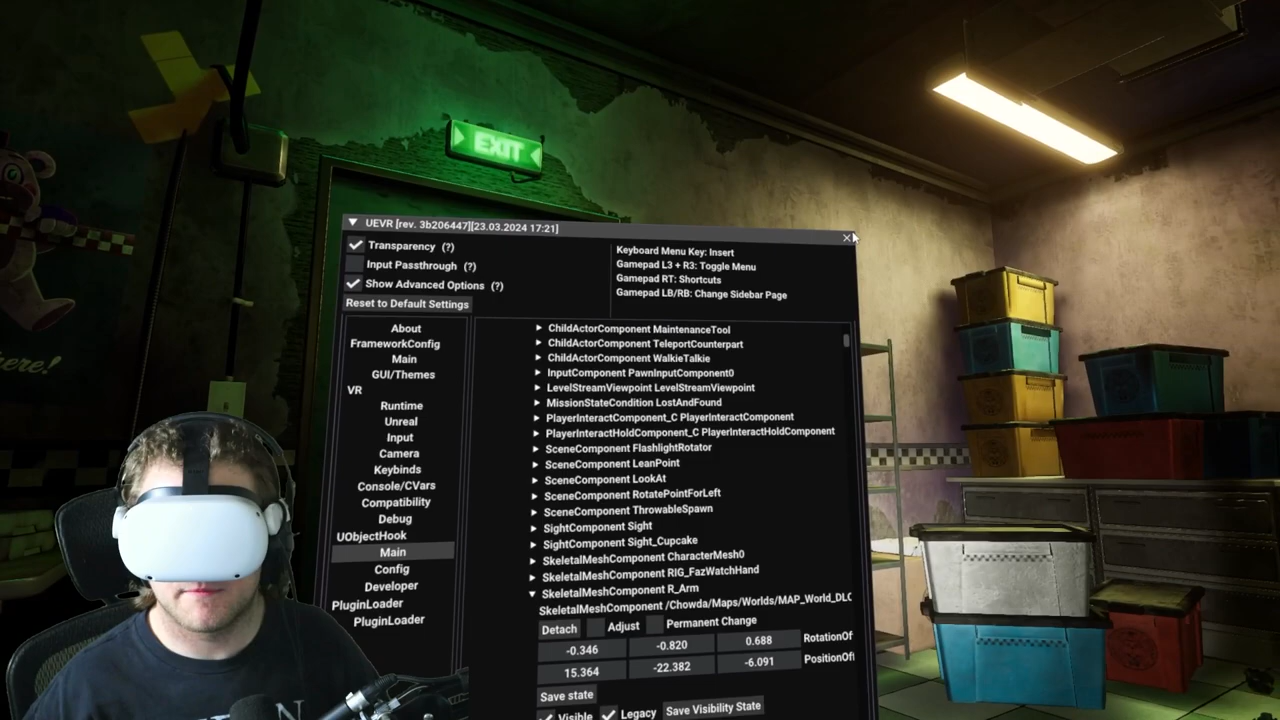 EXIT
here!
UEVR [rev. 3b206447][23.03.2024 17:21]
Transparency (?)
Input Passthrough (?)
Show Advanced Options (?)
Reset to Default Settings
Keyboard Menu Key: Insert
Gamepad L3 + R3: Toggle Menu
Gamepad RT: Shortcuts
Gamepad LB/RB: Change Sidebar Page
About
FrameworkConfig
Main
GUI/Themes
VR
Runtime
Unreal
Input
Camera
Keybinds
Console/CVars
Compatibility
Debug
UObjectHook
Main
Config
Developer
PluginLoader
PluginLoader
ChildActorComponent MaintenanceTool
ChildActorComponent TeleportCounterpart
ChildActorComponent WalkieTalkie
InputComponent PawnInputComponent0
LevelStreamViewpoint LevelStreamViewpoint
MissionStateCondition LostAndFound
PlayerInteractComponent_C PlayerInteractComponent
PlayerInteractHoldComponent_C PlayerInteractHoldComponent
SceneComponent FlashlightRotator
SceneComponent LeanPoint
SceneComponent LookAt
SceneComponent RotatePointForLeft
SceneComponent ThrowableSpawn
SightComponent Sight
SightComponent Sight_Cupcake
SkeletalMeshComponent CharacterMesh0
SkeletalMeshComponent RIG_FazWatchHand
SkeletalMeshComponent R_Arm
SkeletalMeshComponent /Chowda/Maps/Worlds/MAP_World_DLC
Detach Adjust Permanent Change
-0.346 -0.820 0.688 RotationOf
15.364 -22.382 -6.091 PositionOf
Save state
Visible Legacy Save Visibility State